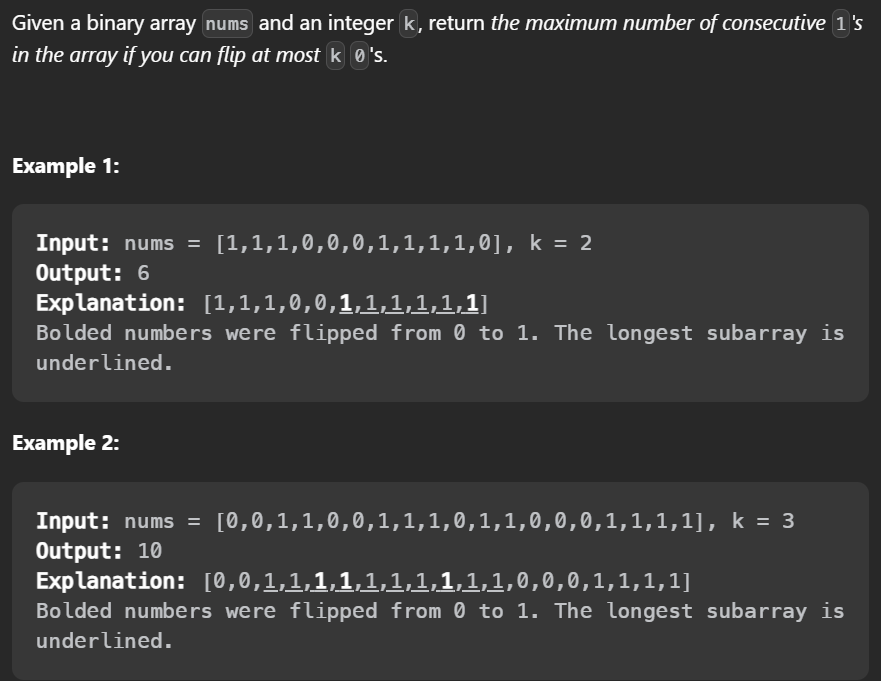 Given a binary array nums and an integer k, return the maximum number of consecutive 1's
in the array if you can flip at most k 0's.
Example 1:
Input: nums = [1,1,1,0,0,0,1,1,1,1,0], k = 2
Output: 6
Explanation: [1,1,1,0,0,1,1,1,1,1,1]
Bolded numbers were flipped from 0 to 1. The longest subarray is
underlined.
Example 2:
Input: nums = [0,0,1,1,0,0,1,1,1,0,1,1,0,0,0,1,1,1,1], k = 3
Output: 10
Explanation: [0,0,1,1,1,1,1,1,1,1,1,1,0,0,0,1,1,1,1]
Bolded numbers were flipped from 0 to 1. The longest subarray is
underlined.